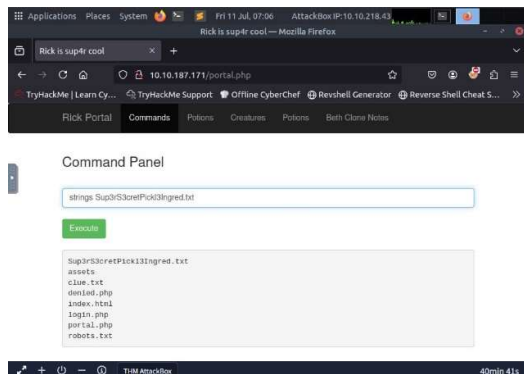 Applications Places System Fri 11 Jul, 07:06 AttackBox IP:10.10.218.43
Rick is sup4r cool — Mozilla Firefox
Rick is sup4r cool × +
10.10.187.171/portal.php
TryHackMe | Learn Cy... TryHackMe Support Offline CyberChef Revshell Generator Reverse Shell Cheat S... »
Rick Portal Commands Potions Creatures Potions Beth Clone Notes
Command Panel
strings Sup3rS3cretPickl3Ingred.txt
Execute
Sup3rS3cretPickl3Ingred.txt
assets
clue.txt
denied.php
index.html
login.php
portal.php
robots.txt
THM AttackBox 40min 41s